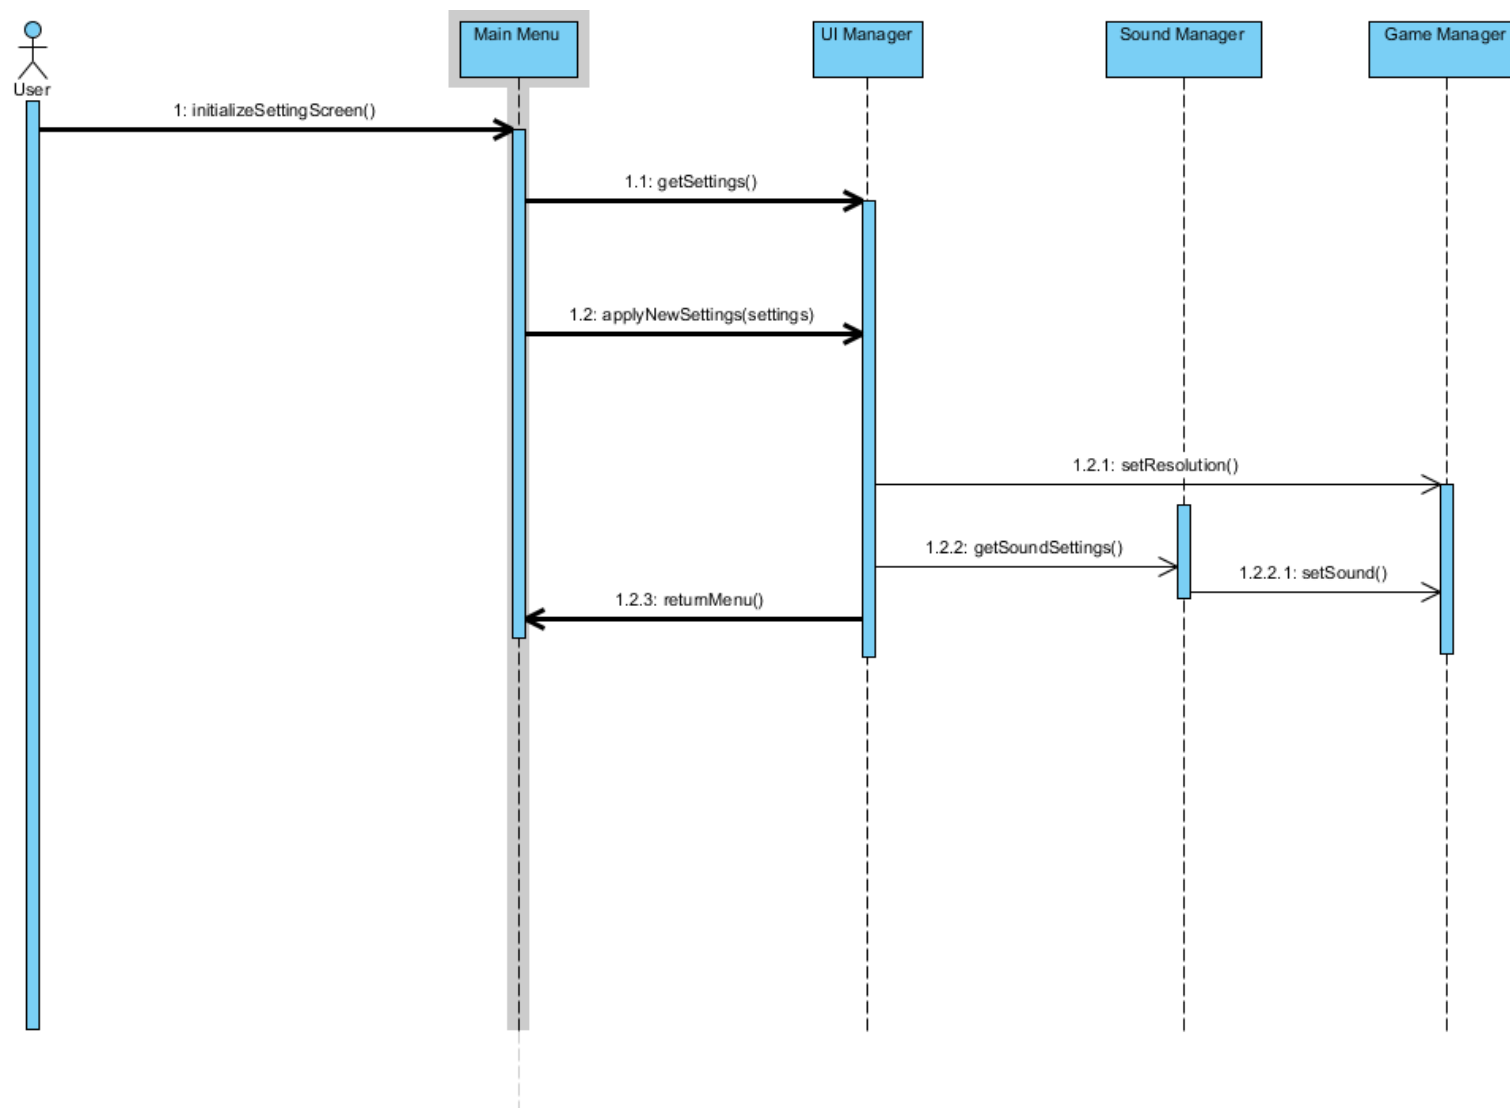 Main Menu
UI Manager
Sound Manager
Game Manager
User
1: initializeSettingScreen()
1.1: getSettings()
1.2: applyNewSettings(settings)
1.2.1: setResolution()
1.2.2: getSoundSettings()
1.2.2.1: setSound()
1.2.3: returnMenu()